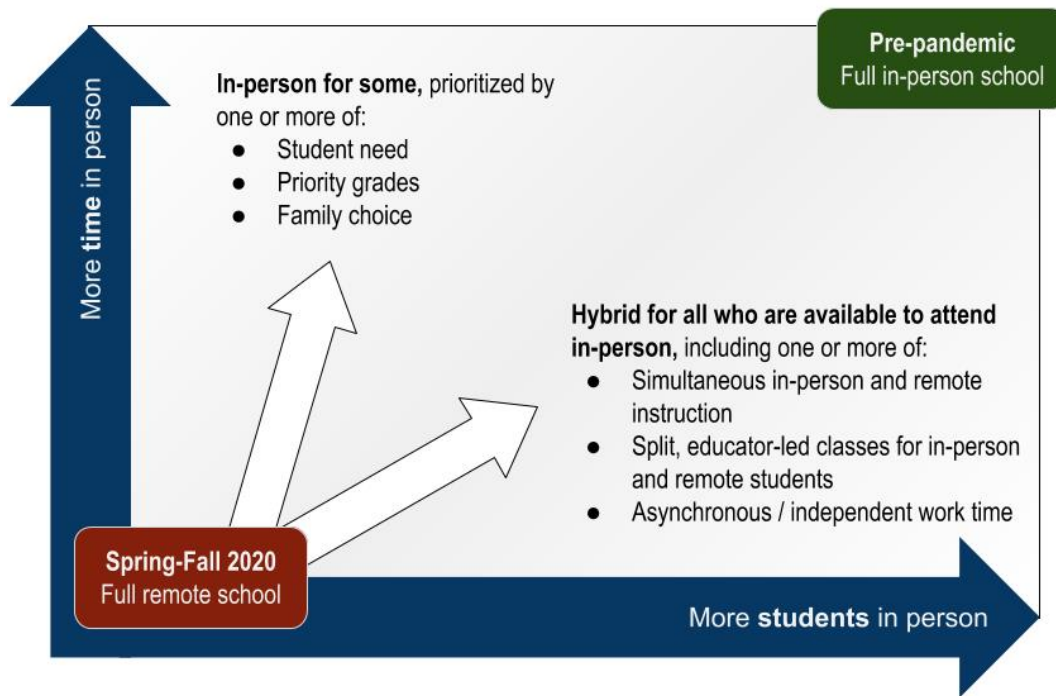 Pre-pandemic
Full in-person school
More time in person
In-person for some, prioritized by
one or more of:
● Student need
● Priority grades
● Family choice
Hybrid for all who are available to attend
in-person, including one or more of:
● Simultaneous in-person and remote
instruction
● Split, educator-led classes for in-person
and remote students
● Asynchronous / independent work time
Spring-Fall 2020
Full remote school
More students in person